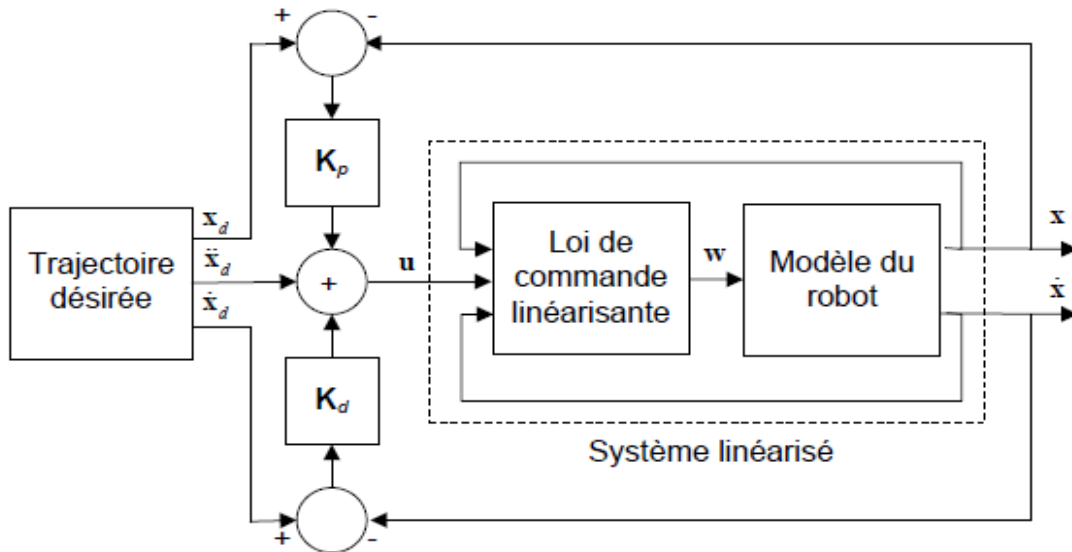 + -
K_p
Trajectoire
désirée
x_d
ẍ_d
ẋ_d
+
u
Loi de
commande
linéarisante
w
Modèle du
robot
x
ẋ
K_d
Système linéarisé
+ -